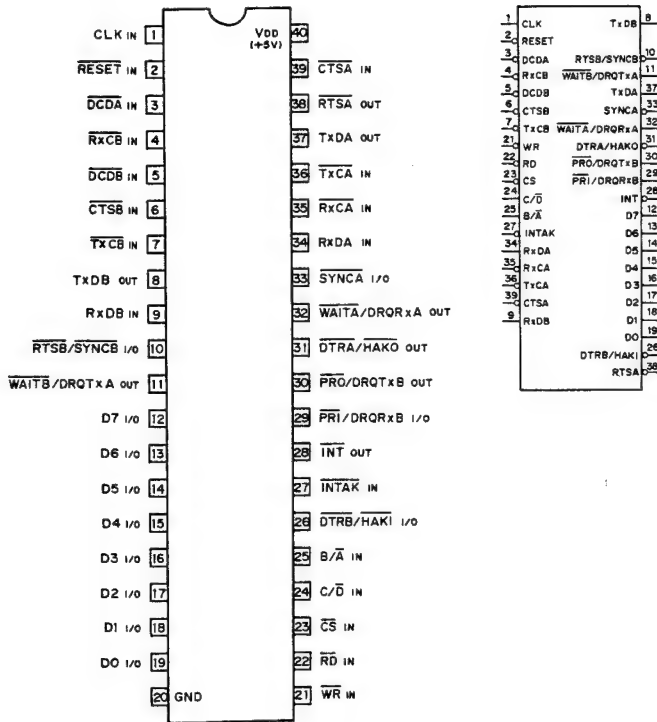 CLK IN 1
RESET IN 2
DCDA IN 3
RxCB IN 4
DCDB IN 5
CTSB IN 6
TxCB IN 7
TxDB OUT 8
RxDB IN 9
RTSB/SYNCB I/O 10
WAITB/DRQTxA OUT 11
D7 I/O 12
D6 I/O 13
D5 I/O 14
D4 I/O 15
D3 I/O 16
D2 I/O 17
D1 I/O 18
D0 I/O 19
20 GND
VDD 40
(+5V)
39 CTSA IN
38 RTSA OUT
37 TxDA OUT
36 TxCA IN
35 RxCA IN
34 RxDA IN
33 SYNCA I/O
32 WAITA/DRQRxA OUT
31 DTRA/HAKO OUT
30 PRO/DRQTxB OUT
29 PRI/DRQRxB I/O
28 INT OUT
27 INTAK IN
26 DTRB/HAKI I/O
25 B/A IN
24 C/D IN
23 CS IN
22 RD IN
21 WR IN
1 CLK
2 RESET
3 DCDA
4 RxCB
5 DCDB
6 CTSB
7 TxCB
21 WR
22 RD
23 CS
24 C/D
25 B/A
27 INTAK
34 RxDA
35 RxCA
36 TxCA
39 CTSA
9 RxDB
TxDB 8
RTSB/SYNCB 10
WAITB/DRQTxA 11
TxDA 37
SYNCA 33
WAITA/DRQRxA 32
DTRA/HAKO 31
PRO/DRQTxB 30
PRI/DRQRxB 29
INT 28
D7 12
D6 13
D5 14
D4 15
D3 16
D2 17
D1 18
D0 19
DTRB/HAKI 26
RTSA 38